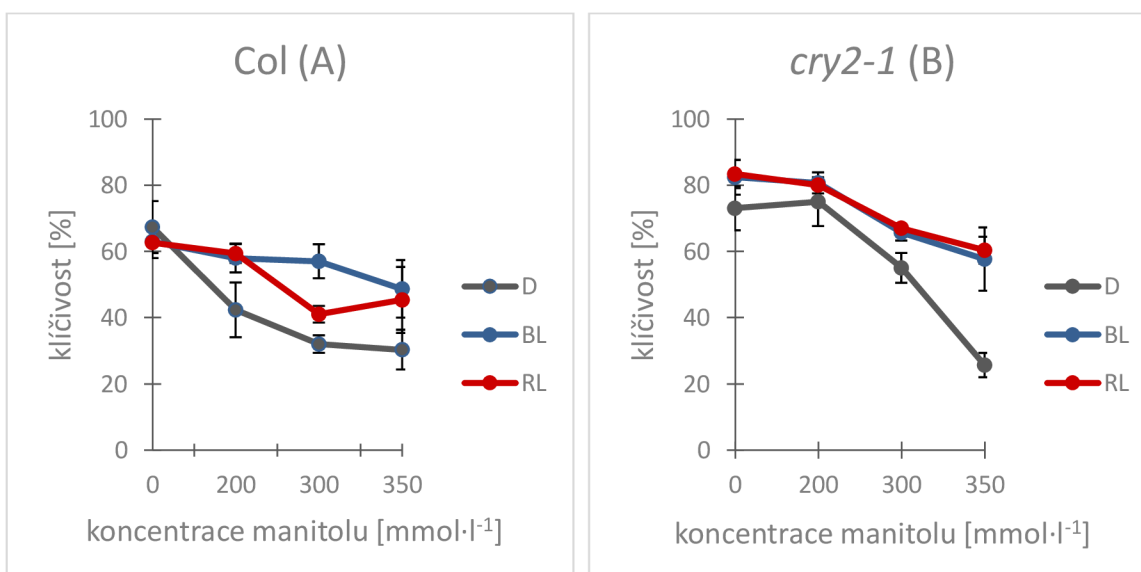 Col (A)
100
80
60
40
20
0
klíčivost [%]
0 200 300 350
koncentrace manitolu [mmol·l⁻¹]
D
BL
RL
cry2-1 (B)
100
80
60
40
20
0
klíčivost [%]
0 200 300 350
koncentrace manitolu [mmol·l⁻¹]
D
BL
RL